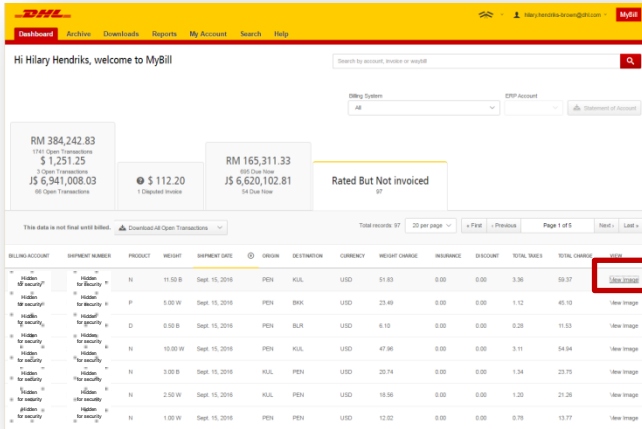 DHL
hilary.hendriks-brown@dhl.com
MyBill
Dashboard Archive Downloads Reports My Account Search Help
Hi Hilary Hendriks, welcome to MyBill
Search by account, invoice or waybill
Billing System
ERP Account
All
Statement of Account
RM 384,242.83
1741 Open Transactions
$ 1,251.25
3 Open Transactions
J$ 6,941,008.03
66 Open Transactions
$ 112.20
1 Disputed Invoice
RM 165,311.33
695 Due Now
J$ 6,620,102.81
54 Due Now
Rated But Not invoiced
97
This data is not final until billed.
Download All Open Transactions
Total records: 97
20 per page
« First
‹ Previous
Page 1 of 5
Next ›
Last »
BILLING ACCOUNT SHIPMENT NUMBER PRODUCT WEIGHT SHIPMENT DATE ORIGIN DESTINATION CURRENCY WEIGHT CHARGE INSURANCE DISCOUNT TOTAL TAXES TOTAL CHARGE VIEW
Hidden for security Hidden for security N 11.50 B Sept. 15, 2016 PEN KUL USD 51.83 0.00 0.00 3.36 59.37 View Image
Hidden for security Hidden for security P 5.00 W Sept. 15, 2016 PEN BKK USD 23.49 0.00 0.00 1.12 45.10 View Image
Hidden for security Hidden for security D 0.50 B Sept. 15, 2016 PEN BLR USD 6.10 0.00 0.00 0.28 11.53 View Image
Hidden for security Hidden for security N 10.00 W Sept. 15, 2016 PEN KUL USD 47.96 0.00 0.00 3.11 54.94 View Image
Hidden for security Hidden for security N 3.00 B Sept. 15, 2016 KUL PEN USD 20.74 0.00 0.00 1.34 23.75 View Image
Hidden for security Hidden for security N 2.50 W Sept. 15, 2016 KUL PEN USD 18.56 0.00 0.00 1.20 21.26 View Image
Hidden for security Hidden for security N 1.00 W Sept. 15, 2016 PEN PEN USD 12.02 0.00 0.00 0.78 13.77 View Image